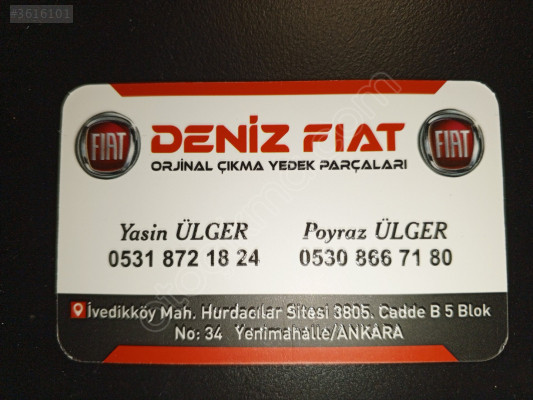 #3616101
DENİZ FIAT
FIAT
FIAT
ORJİNAL ÇIKMA YEDEK PARÇALARI
Yasin ÜLGER
Poyraz ÜLGER
0531 872 18 24
0530 866 71 80
İvedikköy Mah. Hurdacılar Sitesi 3805. Cadde B 5 Blok
No: 34 Yenimahalle/ANKARA